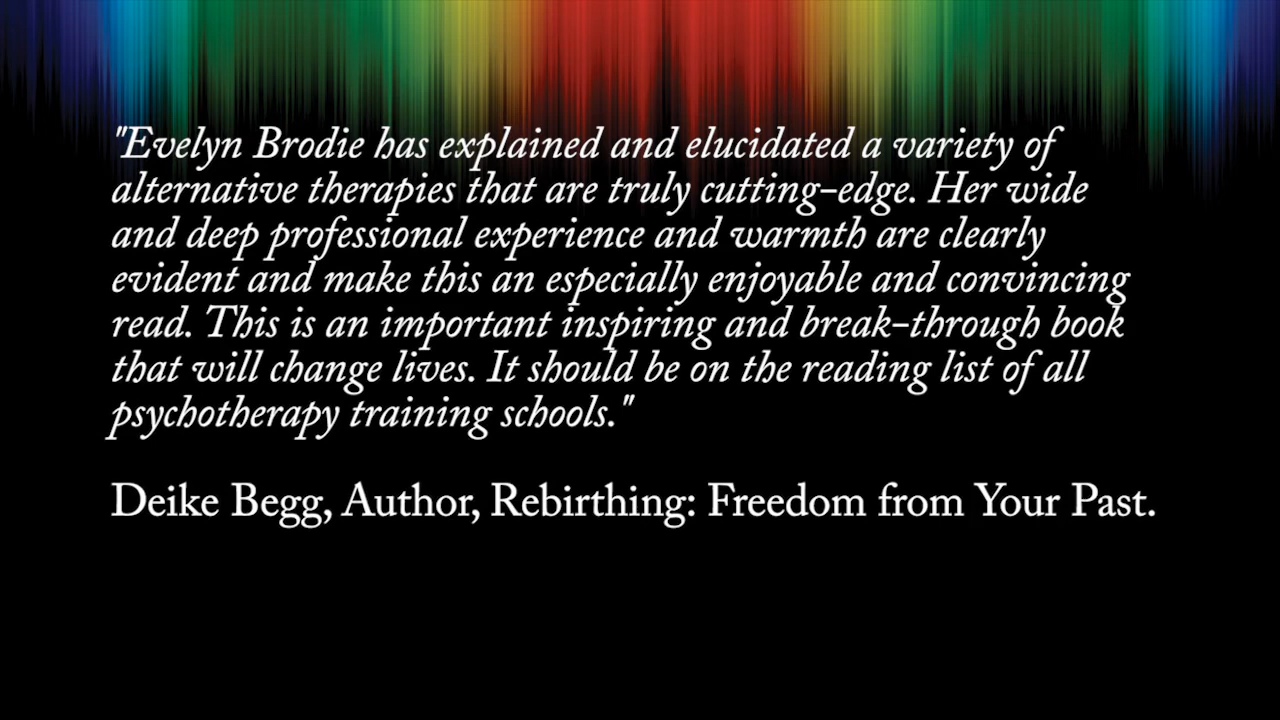 "Evelyn Brodie has explained and elucidated a variety of
alternative therapies that are truly cutting-edge. Her wide
and deep professional experience and warmth are clearly
evident and make this an especially enjoyable and convincing
read. This is an important inspiring and break-through book
that will change lives. It should be on the reading list of all
psychotherapy training schools."
Deike Begg, Author, Rebirthing: Freedom from Your Past.